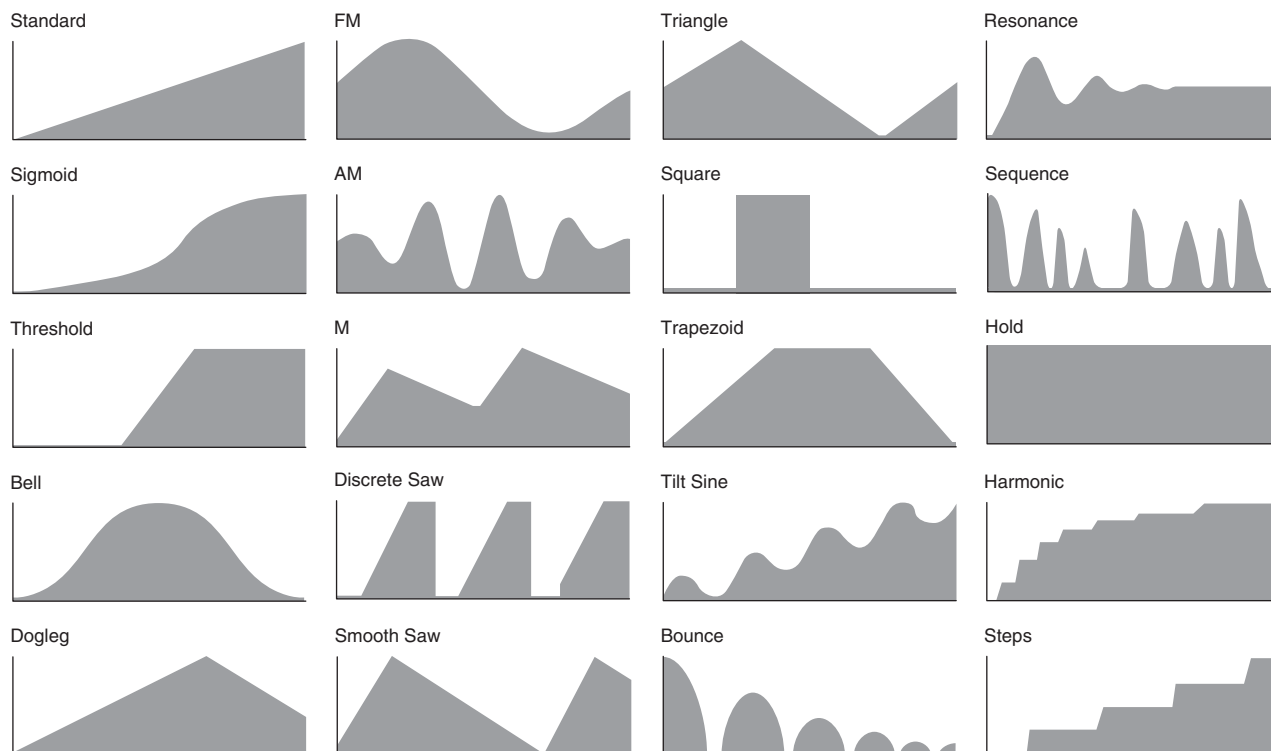 Standard
FM
Triangle
Resonance
Sigmoid
AM
Square
Sequence
Threshold
M
Trapezoid
Hold
Bell
Discrete Saw
Tilt Sine
Harmonic
Dogleg
Smooth Saw
Bounce
Steps